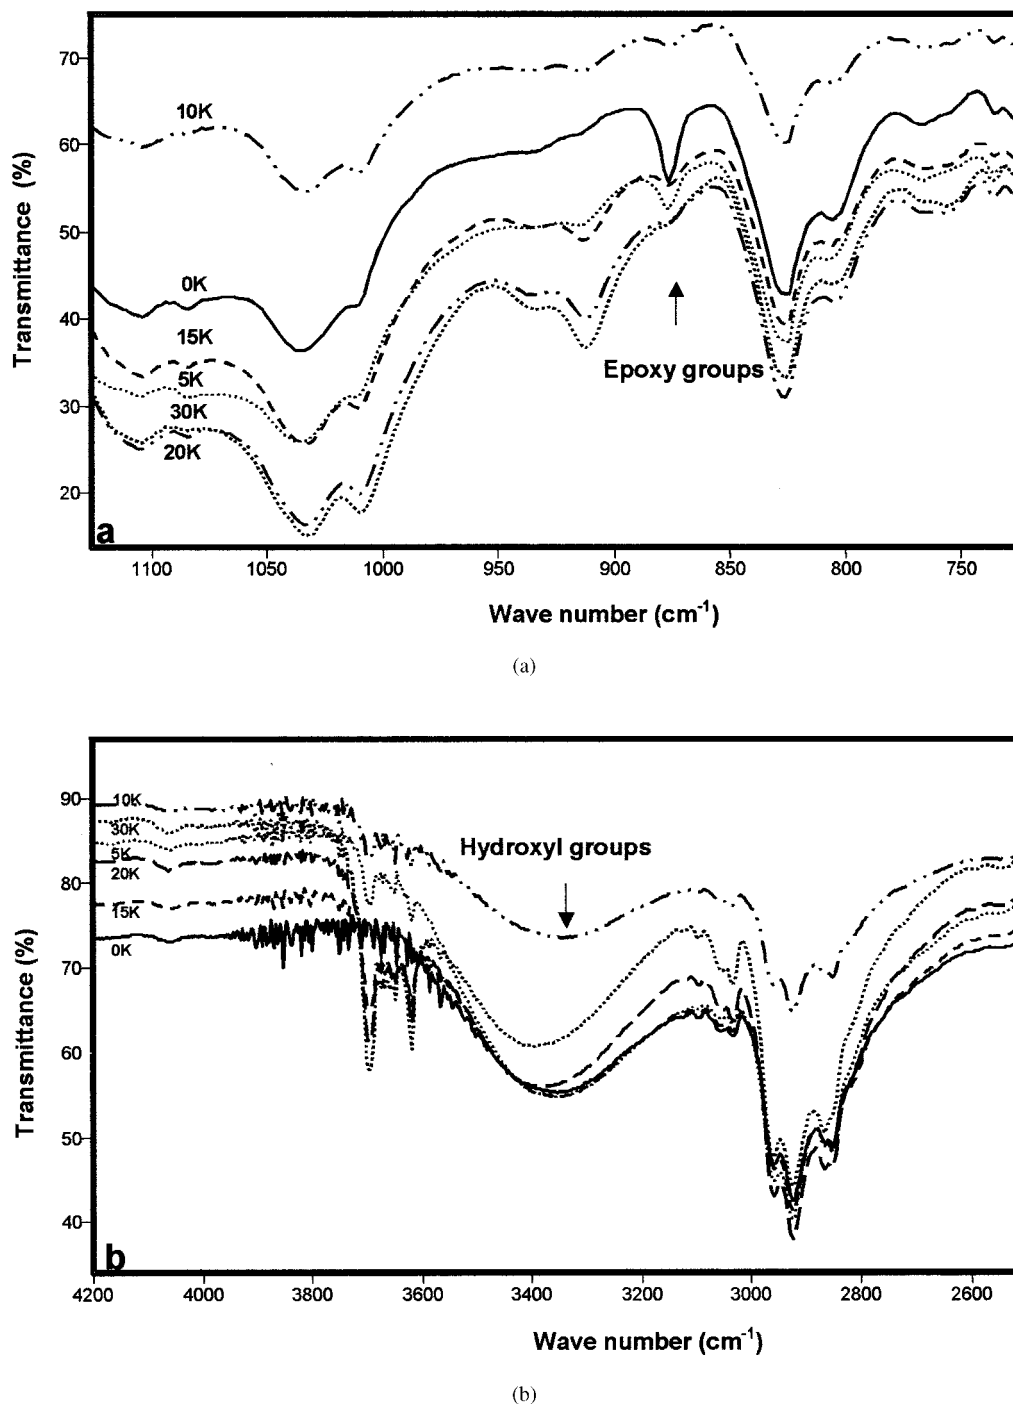 70
10K
60
Transmittance (%)
50
0K
40
15K
Epoxy groups
5K
30
30K
20K
20
a
1100 1050 1000 950 900 850 800 750
Wave number (cm⁻¹)
(a)
90
10K
30K
Hydroxyl groups
5K
80
20K
15K
0K
70
Transmittance (%)
60
50
40
b
4200 4000 3800 3600 3400 3200 3000 2800 2600
Wave number (cm⁻¹)
(b)